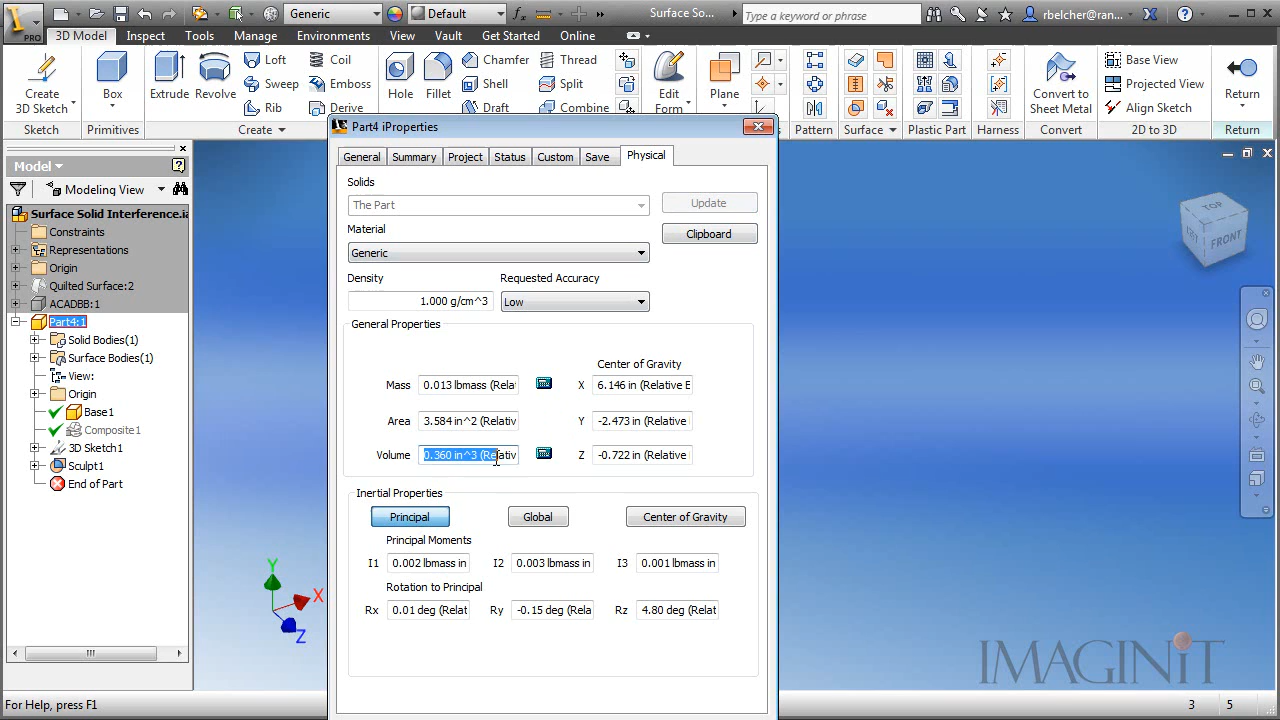 PRO
Generic
Default
Surface So...
Type a keyword or phrase
rbelcher@ran...
3D Model
Inspect
Tools
Manage
Environments
View
Vault
Get Started
Online
Create
3D Sketch
Box
Extrude
Revolve
Loft
Sweep
Rib
Coil
Emboss
Derive
Hole
Fillet
Chamfer
Shell
Draft
Thread
Split
Combine
Edit
Form
Plane
Convert to
Sheet Metal
Base View
Projected View
Align Sketch
Return
Sketch
Primitives
Create
Pattern
Surface
Plastic Part
Harness
Convert
2D to 3D
Return
Model
Modeling View
Surface Solid Interference.ia
Constraints
Representations
Origin
Quilted Surface:2
ACADBB:1
Part4:1
Solid Bodies(1)
Surface Bodies(1)
View:
Origin
Base1
Composite1
3D Sketch1
Sculpt1
End of Part
Part4 iProperties
General
Summary
Project
Status
Custom
Save
Physical
Solids
The Part
Update
Material
Generic
Clipboard
Density
Requested Accuracy
1.000 g/cm^3
Low
General Properties
Center of Gravity
Mass
0.013 lbmass (Relat
X
6.146 in (Relative E
Area
3.584 in^2 (Relativ
Y
-2.473 in (Relative
Volume
0.360 in^3 (Relativ
Z
-0.722 in (Relative
Inertial Properties
Principal
Global
Center of Gravity
Principal Moments
I1
0.002 lbmass in
I2
0.003 lbmass in
I3
0.001 lbmass in
Rotation to Principal
Rx
0.01 deg (Relat
Ry
-0.15 deg (Rela
Rz
4.80 deg (Relat
TOP
FRONT
Y
X
Z
IMAGINiT
For Help, press F1
3
5